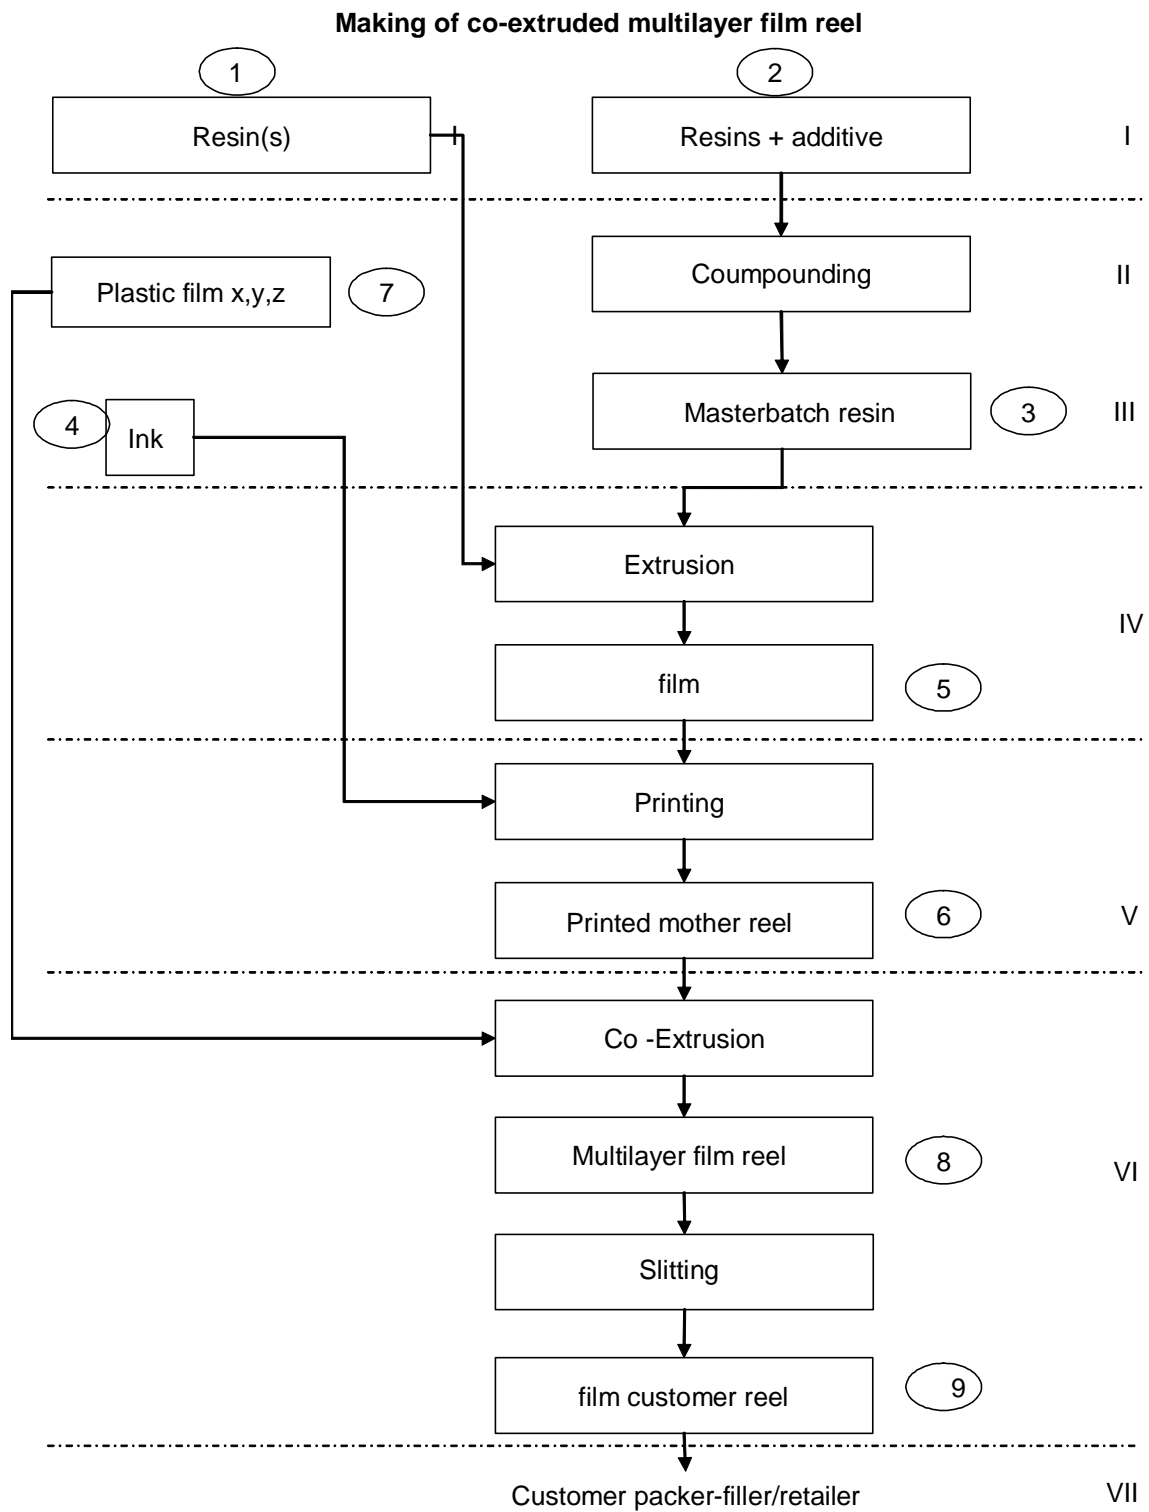 Making of co-extruded multilayer film reel
1
2
Resin(s)
I
Resins + additive
I
Coumpounding
II
Plastic film x,y,z
7
Masterbatch resin
3
III
4
Ink
Extrusion
IV
film
5
Printing
Printed mother reel
6
V
Co -Extrusion
Multilayer film reel
8
VI
Slitting
film customer reel
9
Customer packer-filler/retailer
VII